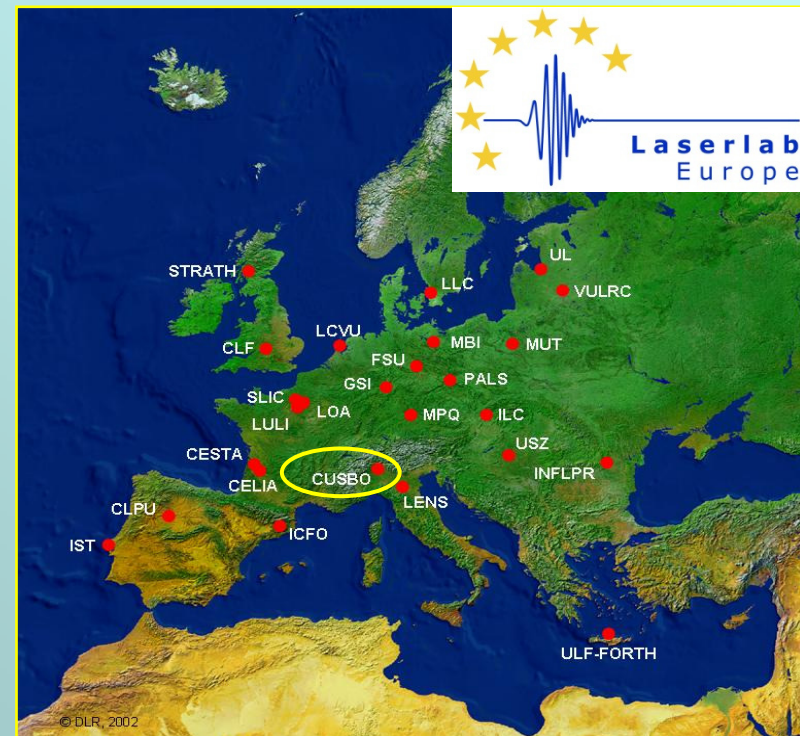 Laserlab
Europe
UL
STRATH
LLC
VULRC
LCVU
CLF
MBI
MUT
FSU
GSI
PALS
SLIC
LOA
MPQ
ILC
LULI
USZ
CESTA
CUSBO
INFLPR
CELIA
LENS
CLPU
ICFO
IST
ULF-FORTH
© DLR, 2002